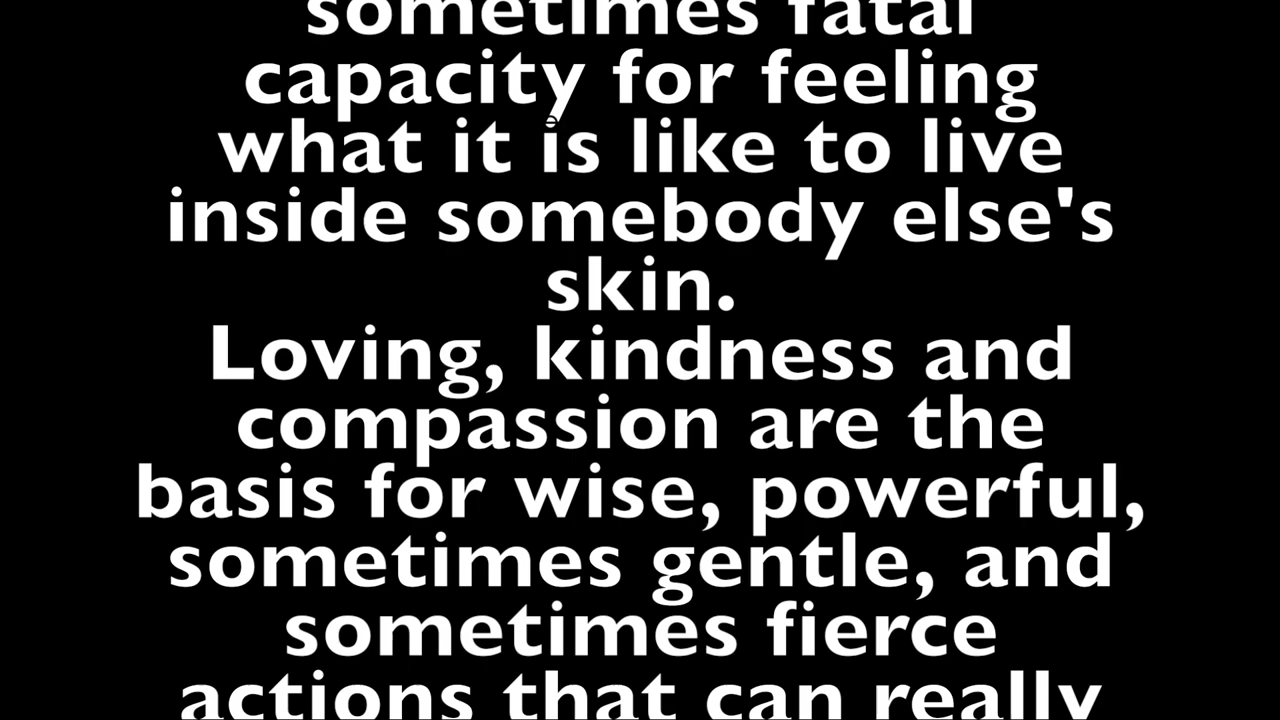 sometimes fatal
capacity for feeling
what it is like to live
inside somebody else's
skin.
Loving, kindness and
compassion are the
basis for wise, powerful,
sometimes gentle, and
sometimes fierce
actions that can really